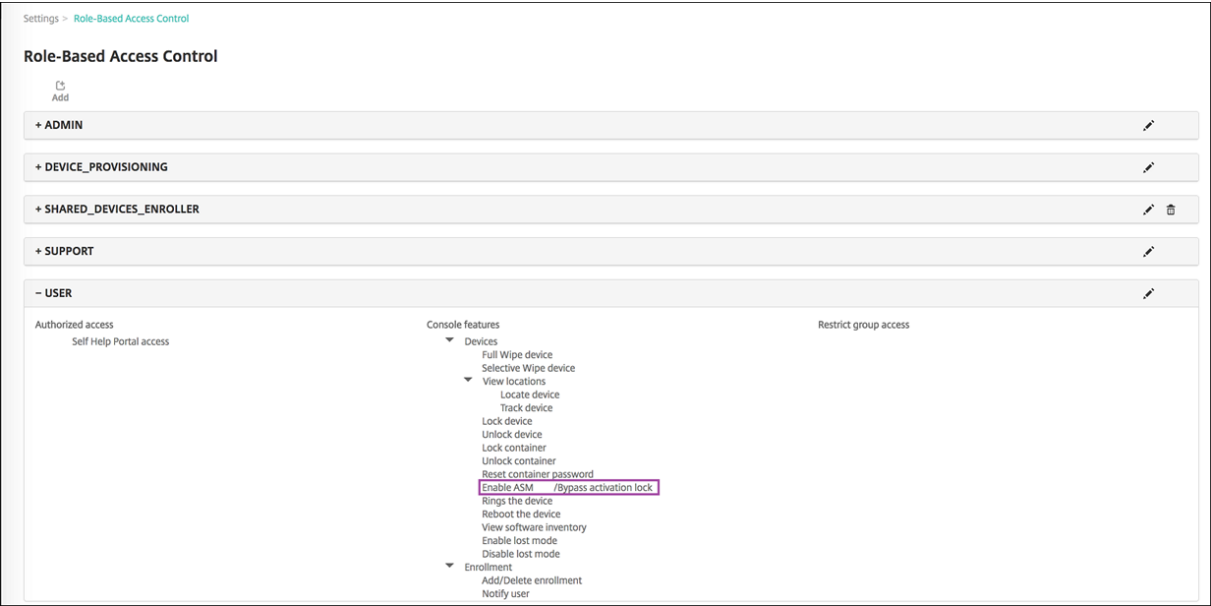 Settings > Role-Based Access Control
Role-Based Access Control
Add
+ ADMIN
+ DEVICE_PROVISIONING
+ SHARED_DEVICES_ENROLLER
+ SUPPORT
− USER
Authorized access
Self Help Portal access
Console features
Devices
Full Wipe device
Selective Wipe device
View locations
Locate device
Track device
Lock device
Unlock device
Lock container
Unlock container
Reset container password
Enable ASM /Bypass activation lock
Rings the device
Reboot the device
View software inventory
Enable lost mode
Disable lost mode
Enrollment
Add/Delete enrollment
Notify user
Restrict group access